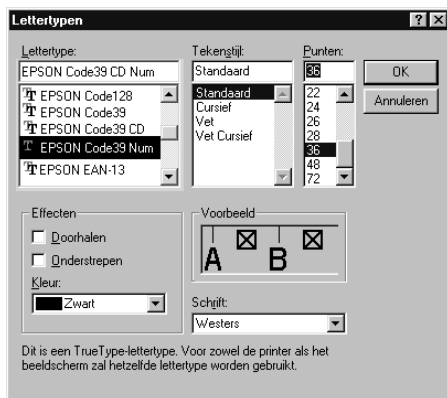 Lettertypen
Lettertype:
Tekenstijl:
Punten:
EPSON Code39 CD Num
Standaard
36
OK
Annuleren
EPSON Code128
EPSON Code39
EPSON Code39 CD
EPSON Code39 Num
EPSON EAN-13
Standaard
Cursief
Vet
Vet Cursief
22
24
26
28
36
48
72
Effecten
Doorhalen
Onderstrepen
Kleur:
Zwart
Voorbeeld
A B
Schrift:
Westers
Dit is een TrueType-lettertype. Voor zowel de printer als het
beeldscherm zal hetzelfde lettertype worden gebruikt.